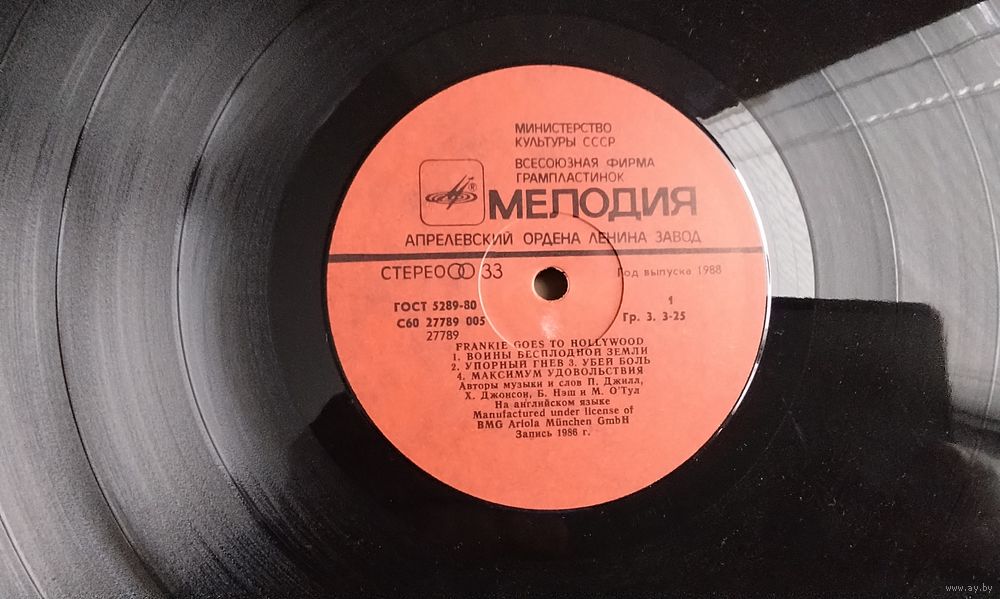 МИНИСТЕРСТВО
КУЛЬТУРЫ СССР
ВСЕСОЮЗНАЯ ФИРМА
ГРАМПЛАСТИНОК
®
МЕЛОДИЯ
АПРЕЛЕВСКИЙ ОРДЕНА ЛЕНИНА ЗАВОД
СТЕРЕО 33
Год выпуска 1988
ГОСТ 5289-80
1
С60 27789 005
Гр. 3. 3-25
27789
FRANKIE GOES TO HOLLYWOOD
1. ВОИНЫ БЕСПЛОДНОЙ ЗЕМЛИ
2. УПОРНЫЙ ГНЕВ 3. УБЕЙ БОЛЬ
4. МАКСИМУМ УДОВОЛЬСТВИЯ
Авторы музыки и слов П. Джилл,
Х. Джонсон, Б. Нэш и М. О'Тул
На английском языке
Manufactured under license of
BMG Ariola München GmbH
Запись 1986 г.
www.ay.by